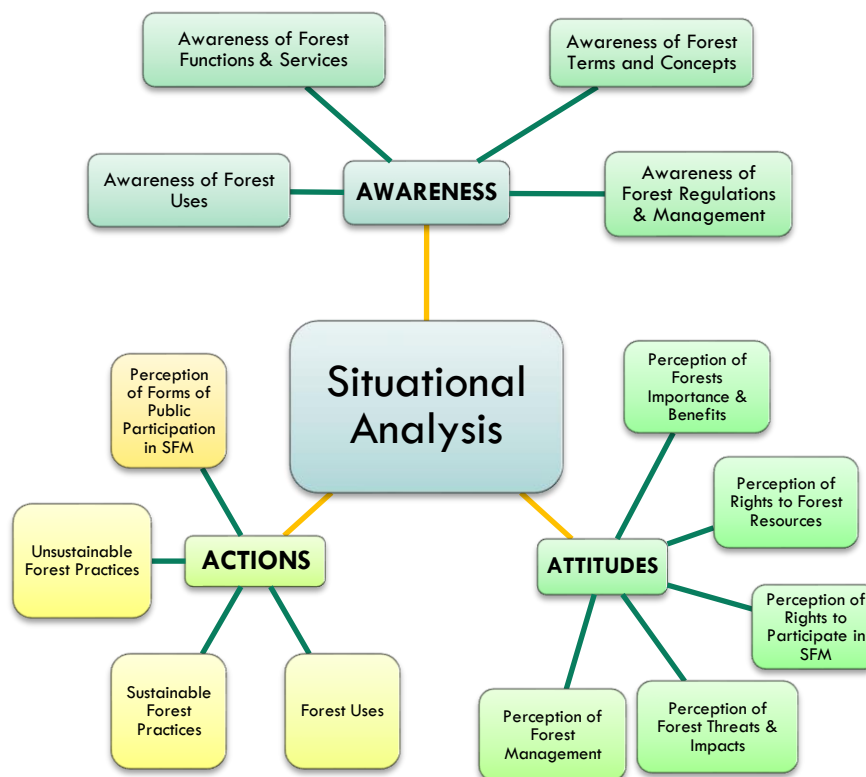 Awareness of Forest
Functions & Services
Awareness of Forest
Terms and Concepts
Awareness of Forest
Uses
AWARENESS
Awareness of
Forest Regulations
& Management
Situational
Analysis
Perception
of Forms of
Public
Participation
in SFM
Unsustainable
Forest Practices
ACTIONS
Sustainable
Forest
Practices
Forest Uses
Perception of
Forests
Importance &
Benefits
Perception of
Rights to Forest
Resources
ATTITUDES
Perception of
Rights to
Participate in
SFM
Perception of
Forest
Management
Perception of
Forest Threats &
Impacts